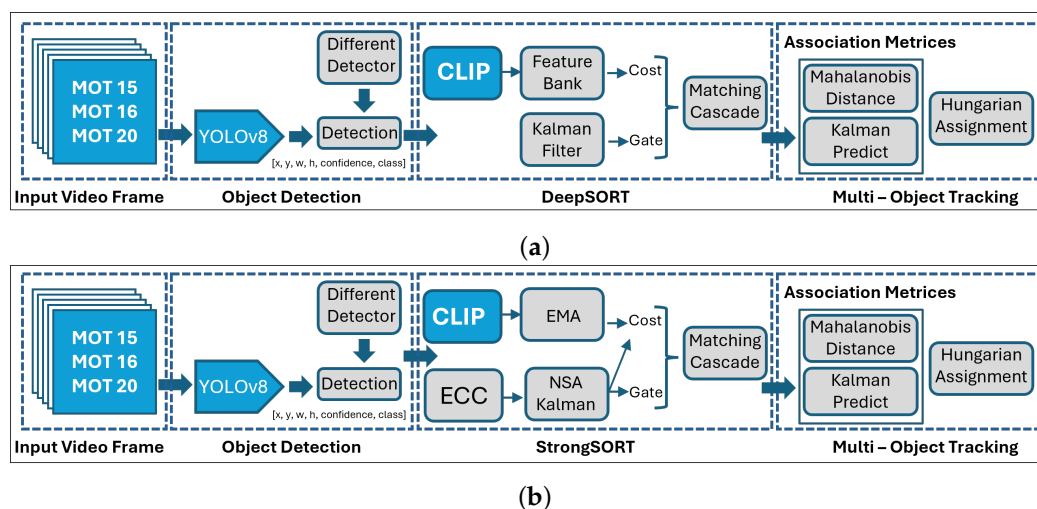 MOT 15
MOT 16
MOT 20
Input Video Frame
YOLOv8
Different
Detector
Detection
[x, y, w, h, confidence, class]
Object Detection
CLIP
Feature
Bank
Cost
Kalman
Filter
Gate
Matching
Cascade
DeepSORT
Association Metrices
Mahalanobis
Distance
Kalman
Predict
Hungarian
Assignment
Multi – Object Tracking
(a)
MOT 15
MOT 16
MOT 20
Input Video Frame
YOLOv8
Different
Detector
Detection
[x, y, w, h, confidence, class]
Object Detection
CLIP
EMA
Cost
ECC
NSA
Kalman
Gate
Matching
Cascade
StrongSORT
Association Metrices
Mahalanobis
Distance
Kalman
Predict
Hungarian
Assignment
Multi – Object Tracking
(b)